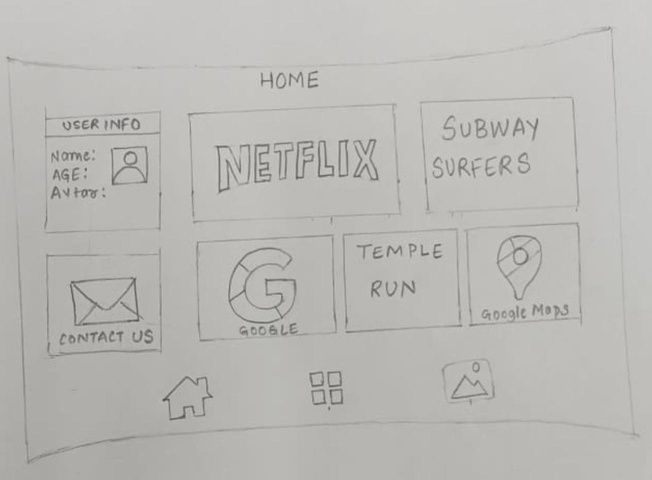 HOME
USER INFO
Name:
AGE:
Avtar:
NETFLIX
SUBWAY
SURFERS
CONTACT US
G
GOOGLE
TEMPLE
RUN
Google Maps